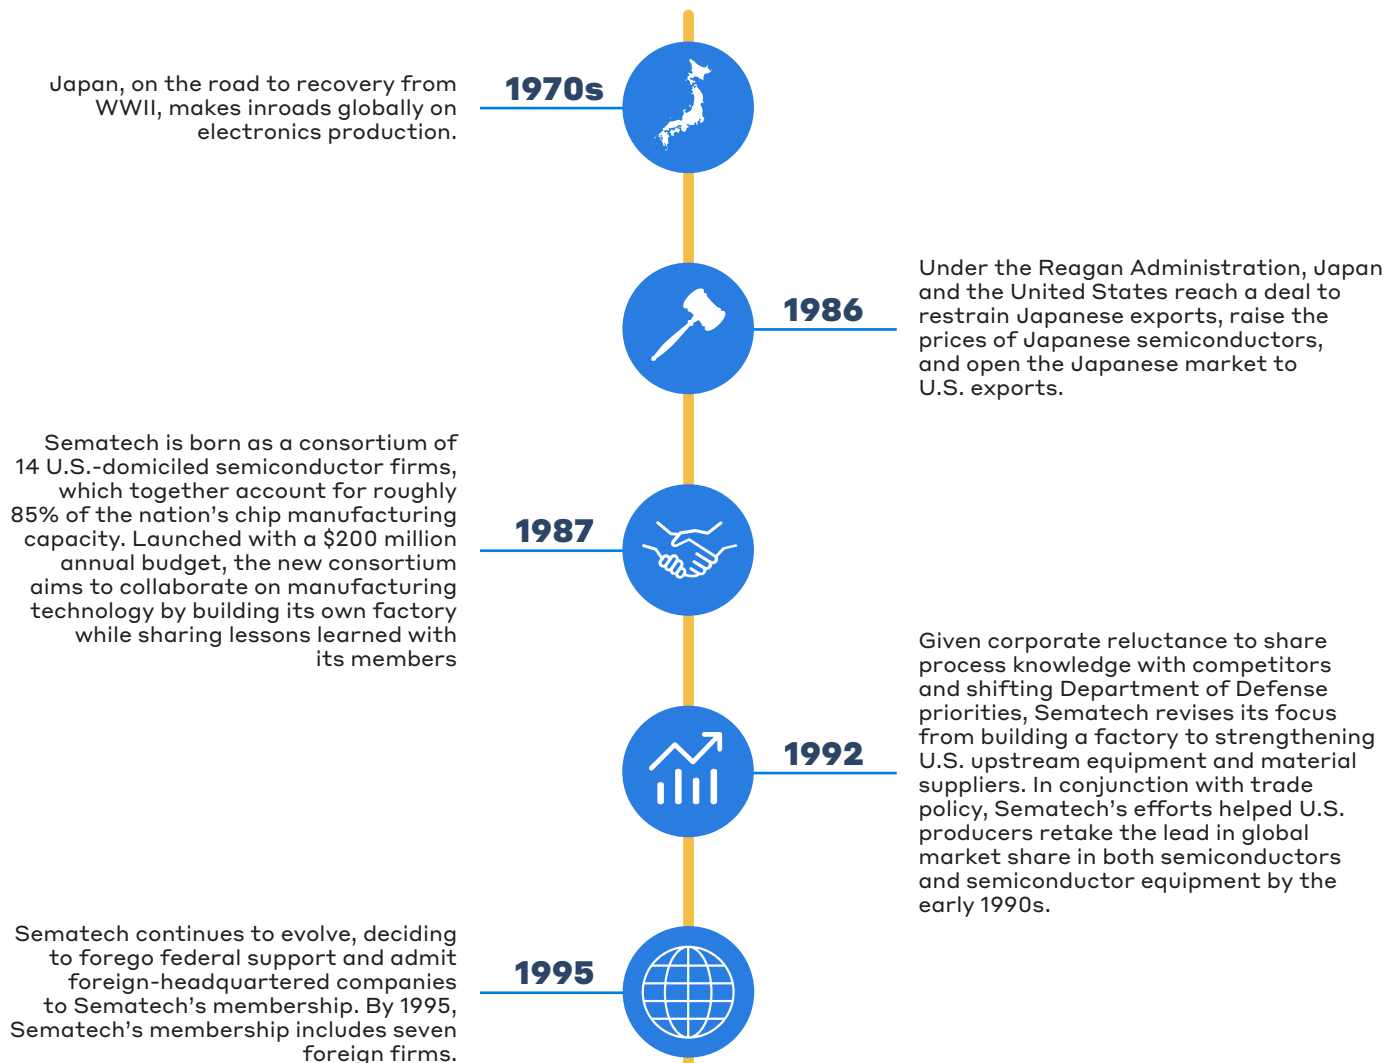 1970s
Japan, on the road to recovery from
WWII, makes inroads globally on
electronics production.
1986
Under the Reagan Administration, Japan
and the United States reach a deal to
restrain Japanese exports, raise the
prices of Japanese semiconductors,
and open the Japanese market to
U.S. exports.
1987
Sematech is born as a consortium of
14 U.S.-domiciled semiconductor firms,
which together account for roughly
85% of the nation’s chip manufacturing
capacity. Launched with a $200 million
annual budget, the new consortium
aims to collaborate on manufacturing
technology by building its own factory
while sharing lessons learned with
its members
1992
Given corporate reluctance to share
process knowledge with competitors
and shifting Department of Defense
priorities, Sematech revises its focus
from building a factory to strengthening
U.S. upstream equipment and material
suppliers. In conjunction with trade
policy, Sematech’s efforts helped U.S.
producers retake the lead in global
market share in both semiconductors
and semiconductor equipment by the
early 1990s.
1995
Sematech continues to evolve, deciding
to forego federal support and admit
foreign-headquartered companies
to Sematech’s membership. By 1995,
Sematech’s membership includes seven
foreign firms.